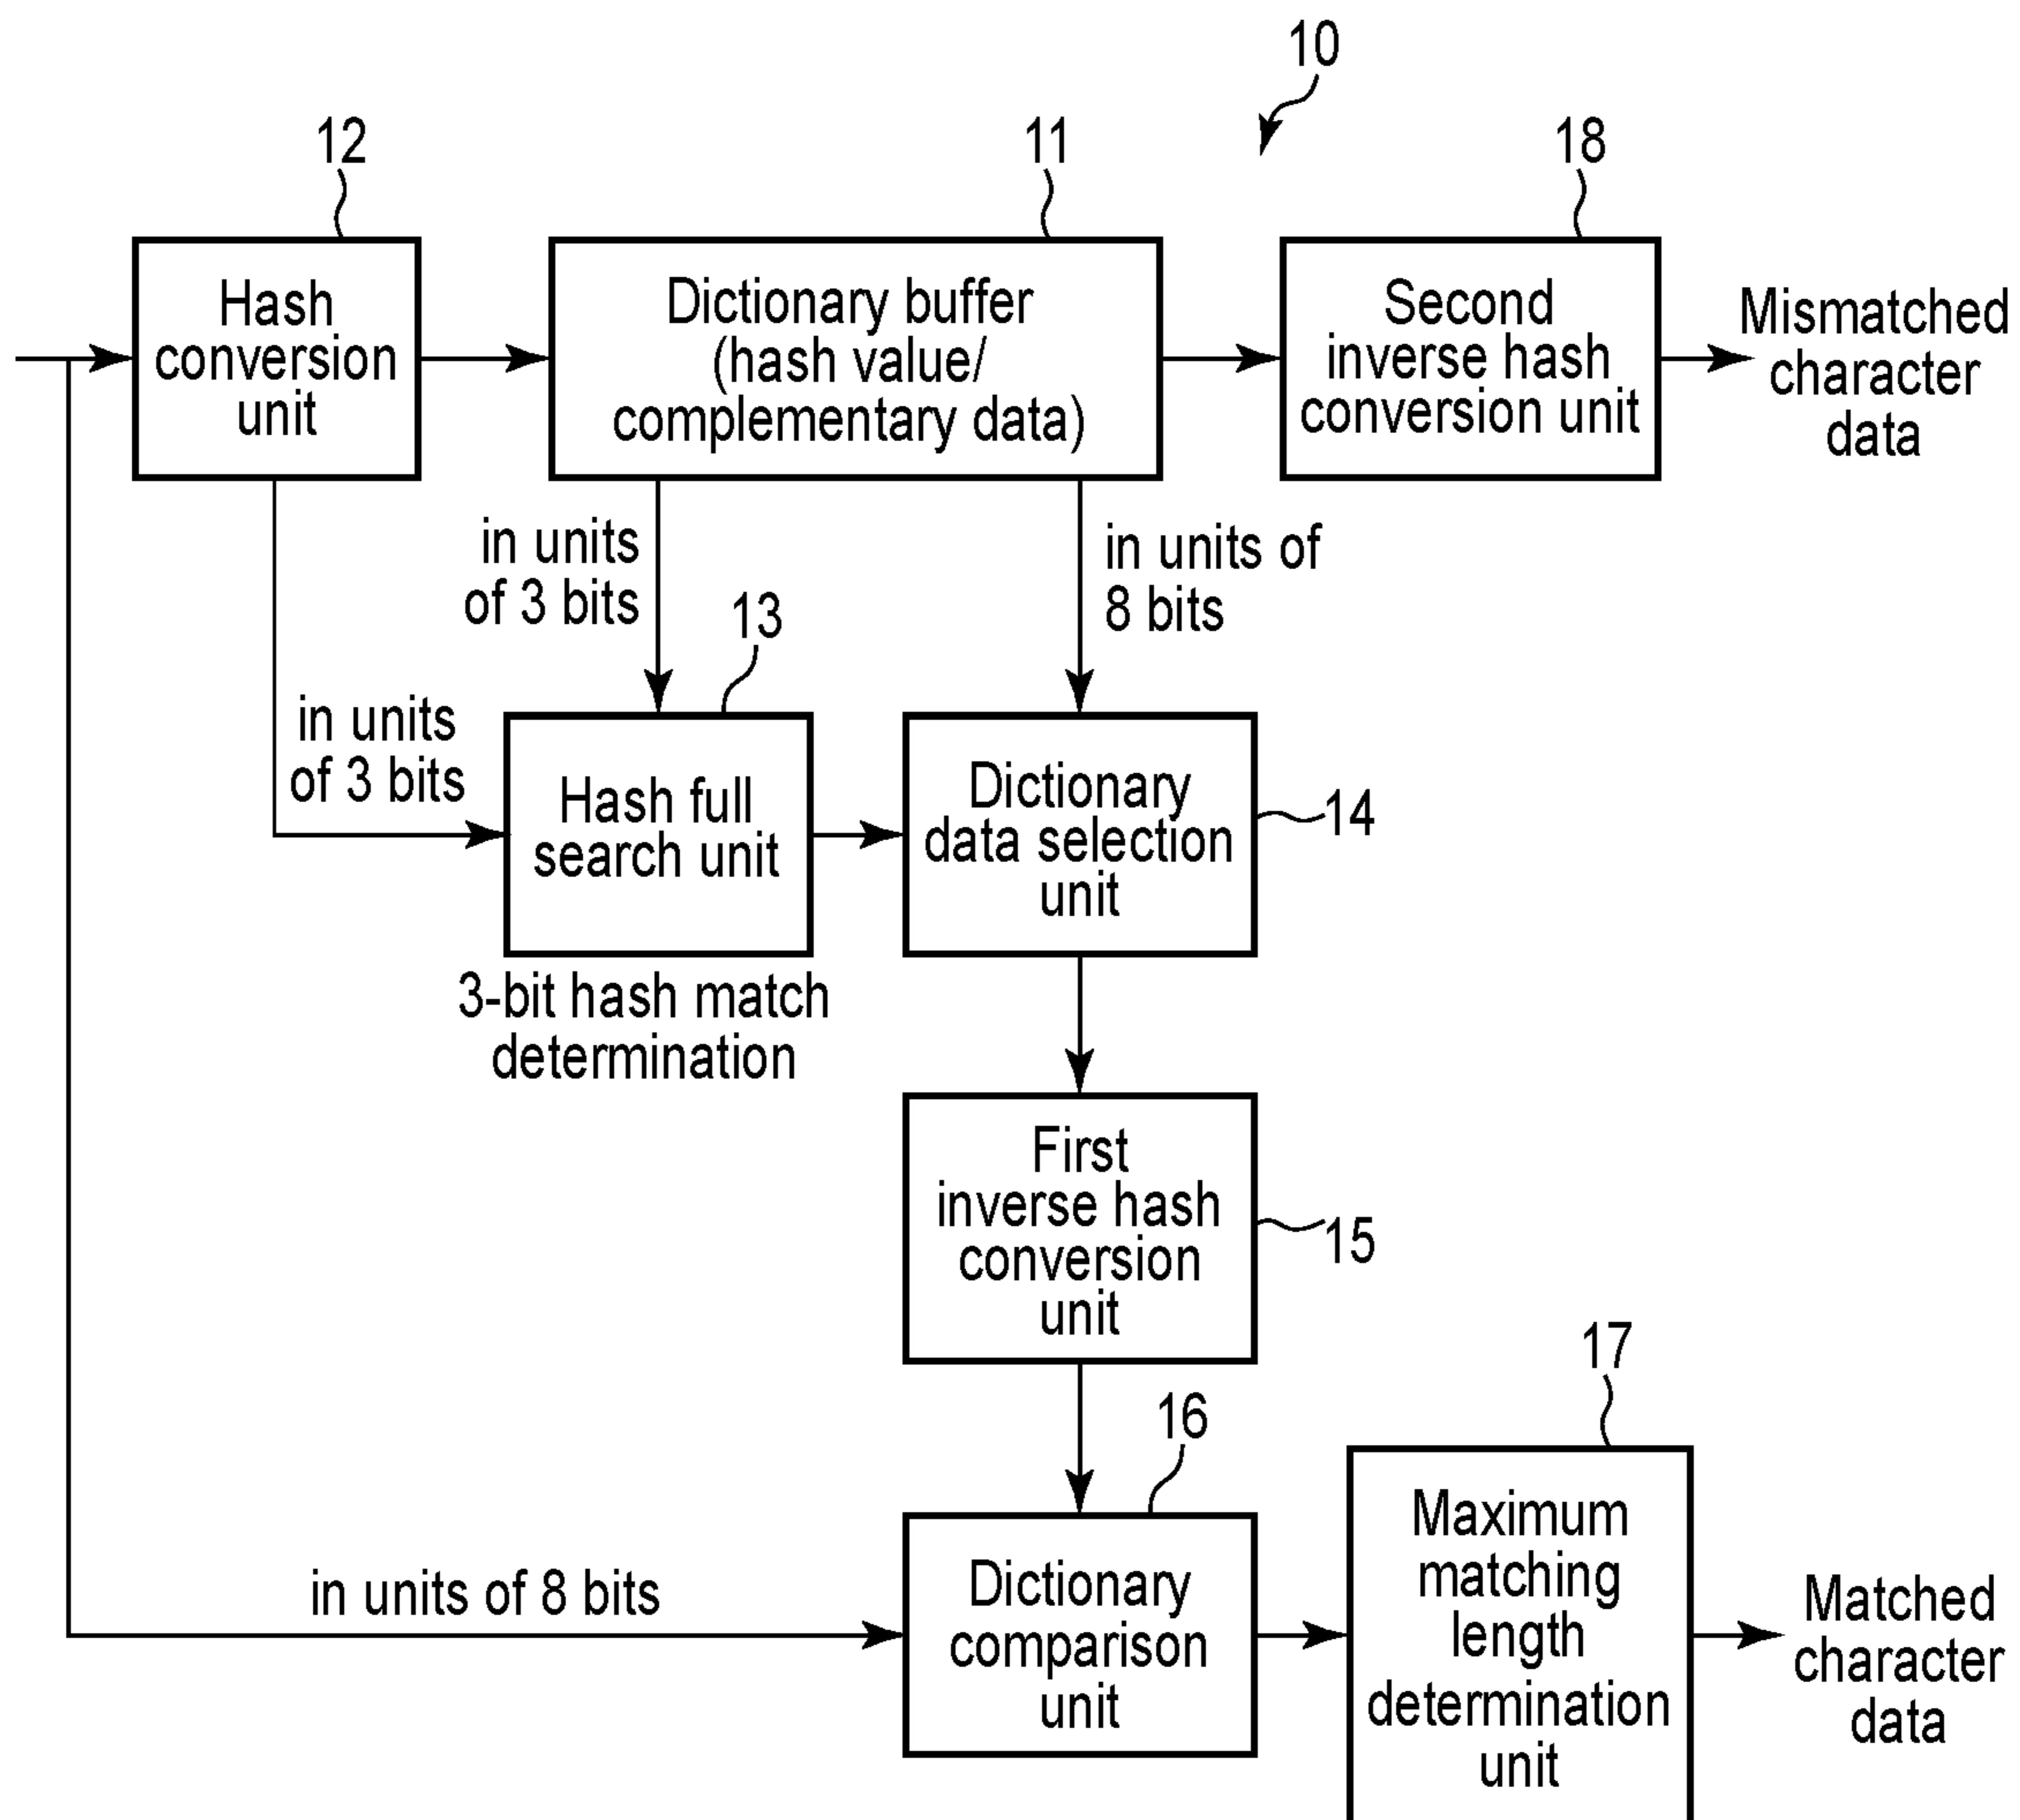 10
12
11
18
Hash
conversion
unit
Dictionary buffer
(hash value/
complementary data)
Second
inverse hash
conversion unit
Mismatched
character
data
in units
of 3 bits
in units of
8 bits
13
in units
of 3 bits
Hash full
search unit
Dictionary
data selection
unit
14
3-bit hash match
determination
First
inverse hash
conversion
unit
15
17
16
in units of 8 bits
Dictionary
comparison
unit
Maximum
matching
length
determination
unit
Matched
character
data